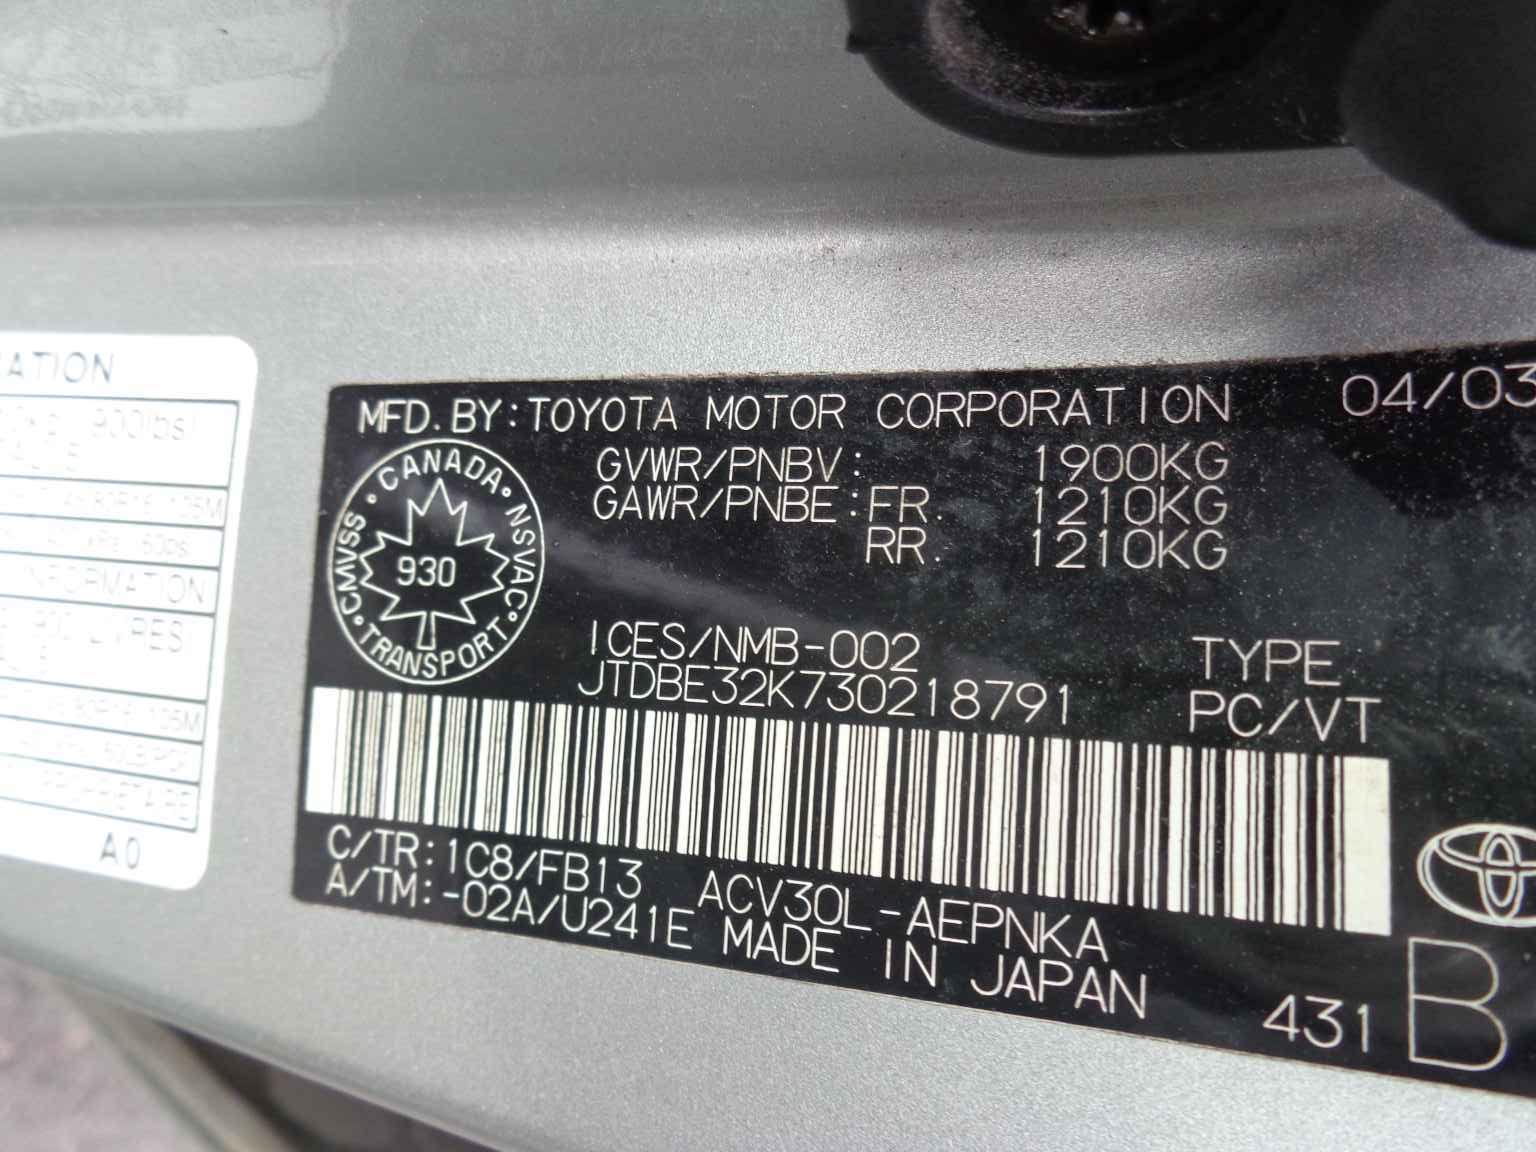 ATION
900lbs
INFORMATION
A0
MFD. BY: TOYOTA MOTOR CORPORATION 04/03
GVWR/PNBV: 1900KG
GAWR/PNBE: FR. 1210KG
RR. 1210KG
CANADA · NSVAC · TRANSPORT · CMVSS ·
930
ICES/NMB-002
JTDBE32K730218791
TYPE
PC/VT
C/TR: 1C8/FB13 ACV30L-AEPNKA
A/TM: -02A/U241E MADE IN JAPAN
431 B